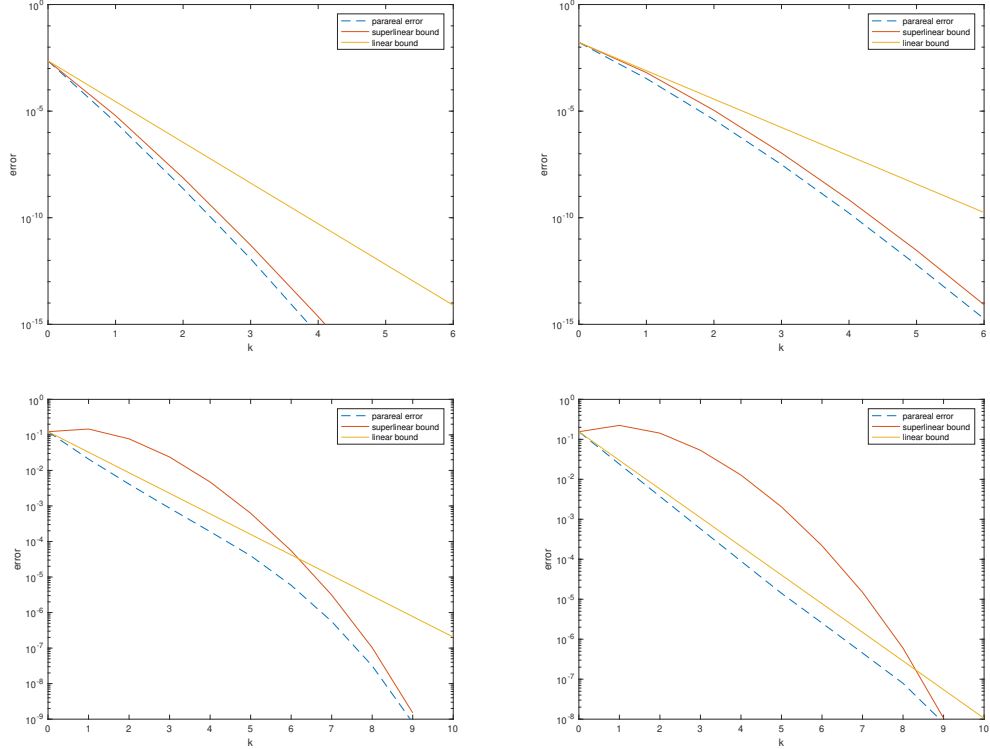 10^0
10^-5
10^-10
10^-15
error
0 1 2 3 4 5 6
k
parareal error
superlinear bound
linear bound
10^0
10^-5
10^-10
10^-15
error
0 1 2 3 4 5 6
k
parareal error
superlinear bound
linear bound
10^0
10^-1
10^-2
10^-3
10^-4
10^-5
10^-6
10^-7
10^-8
10^-9
error
0 1 2 3 4 5 6 7 8 9 10
k
parareal error
superlinear bound
linear bound
10^0
10^-1
10^-2
10^-3
10^-4
10^-5
10^-6
10^-7
10^-8
error
0 1 2 3 4 5 6 7 8 9 10
k
parareal error
superlinear bound
linear bound